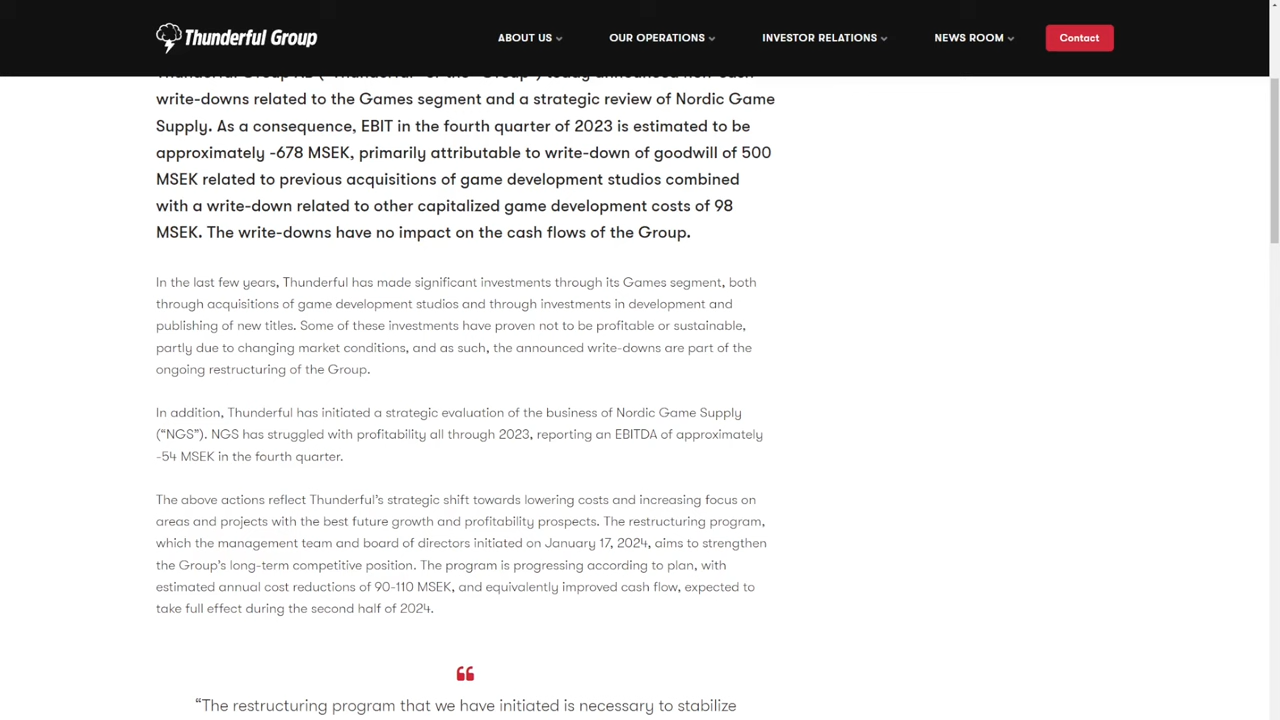 Thunderful Group
ABOUT US
OUR OPERATIONS
INVESTOR RELATIONS
NEWS ROOM
Contact
Thunderful Group AB ("Thunderful" or the "Group") today announced non-cash
write-downs related to the Games segment and a strategic review of Nordic Game
Supply. As a consequence, EBIT in the fourth quarter of 2023 is estimated to be
approximately -678 MSEK, primarily attributable to write-down of goodwill of 500
MSEK related to previous acquisitions of game development studios combined
with a write-down related to other capitalized game development costs of 98
MSEK. The write-downs have no impact on the cash flows of the Group.
In the last few years, Thunderful has made significant investments through its Games segment, both
through acquisitions of game development studios and through investments in development and
publishing of new titles. Some of these investments have proven not to be profitable or sustainable,
partly due to changing market conditions, and as such, the announced write-downs are part of the
ongoing restructuring of the Group.
In addition, Thunderful has initiated a strategic evaluation of the business of Nordic Game Supply
(“NGS”). NGS has struggled with profitability all through 2023, reporting an EBITDA of approximately
-54 MSEK in the fourth quarter.
The above actions reflect Thunderful’s strategic shift towards lowering costs and increasing focus on
areas and projects with the best future growth and profitability prospects. The restructuring program,
which the management team and board of directors initiated on January 17, 2024, aims to strengthen
the Group’s long-term competitive position. The program is progressing according to plan, with
estimated annual cost reductions of 90-110 MSEK, and equivalently improved cash flow, expected to
take full effect during the second half of 2024.
“The restructuring program that we have initiated is necessary to stabilize